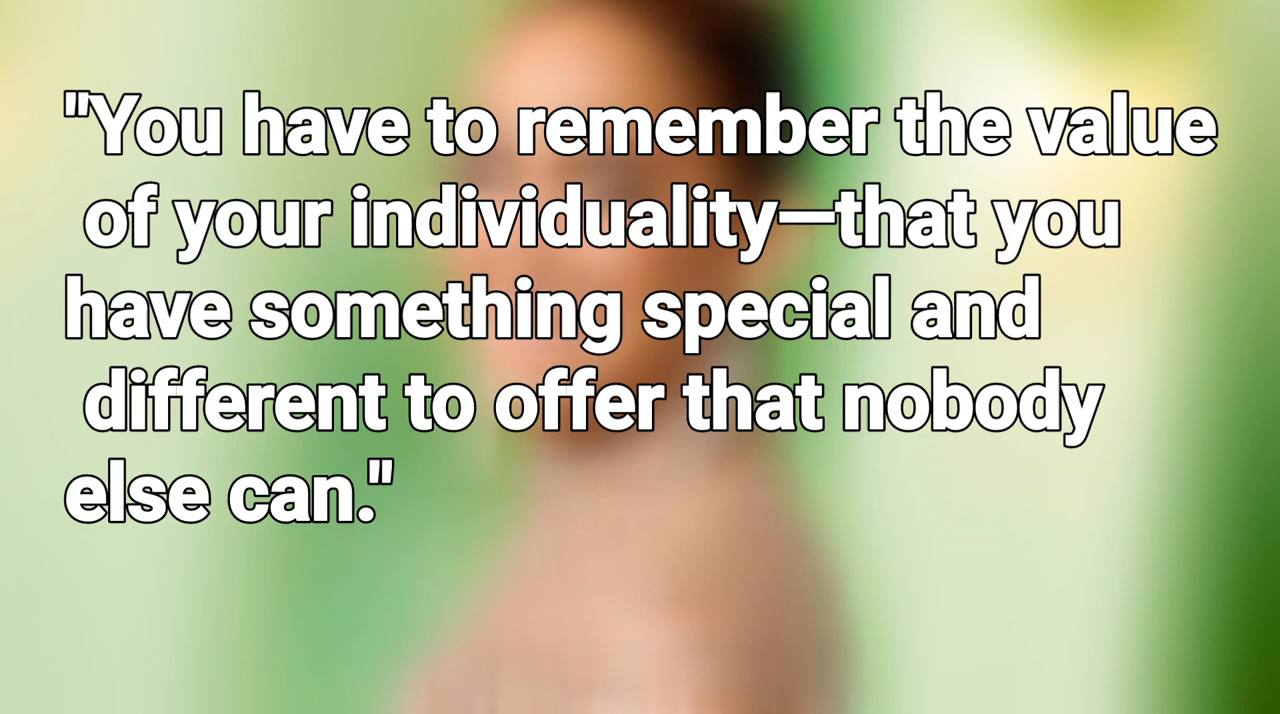 "You have to remember the value
of your individuality—that you
have something special and
different to offer that nobody
else can."